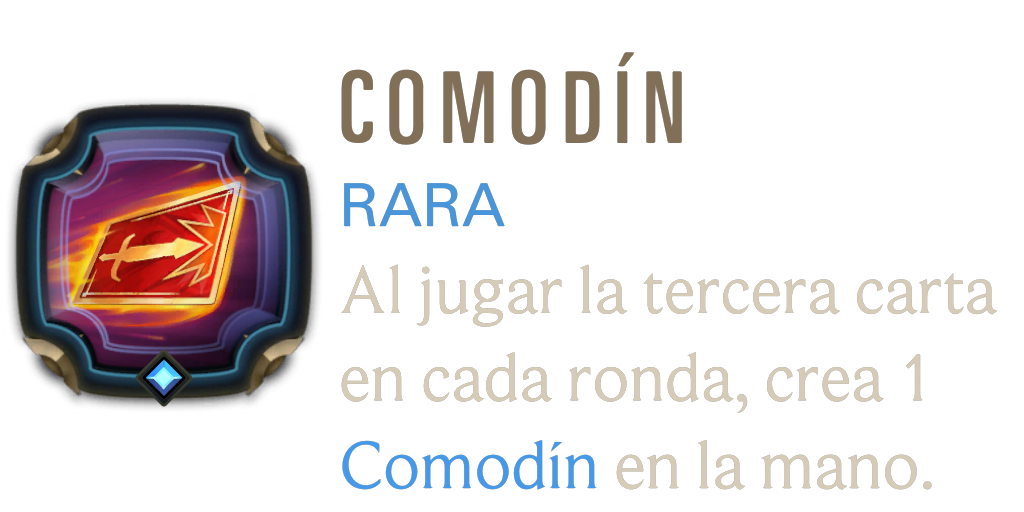 COMODÍN
RARA
Al jugar la tercera carta
en cada ronda, crea 1
Comodín en la mano.